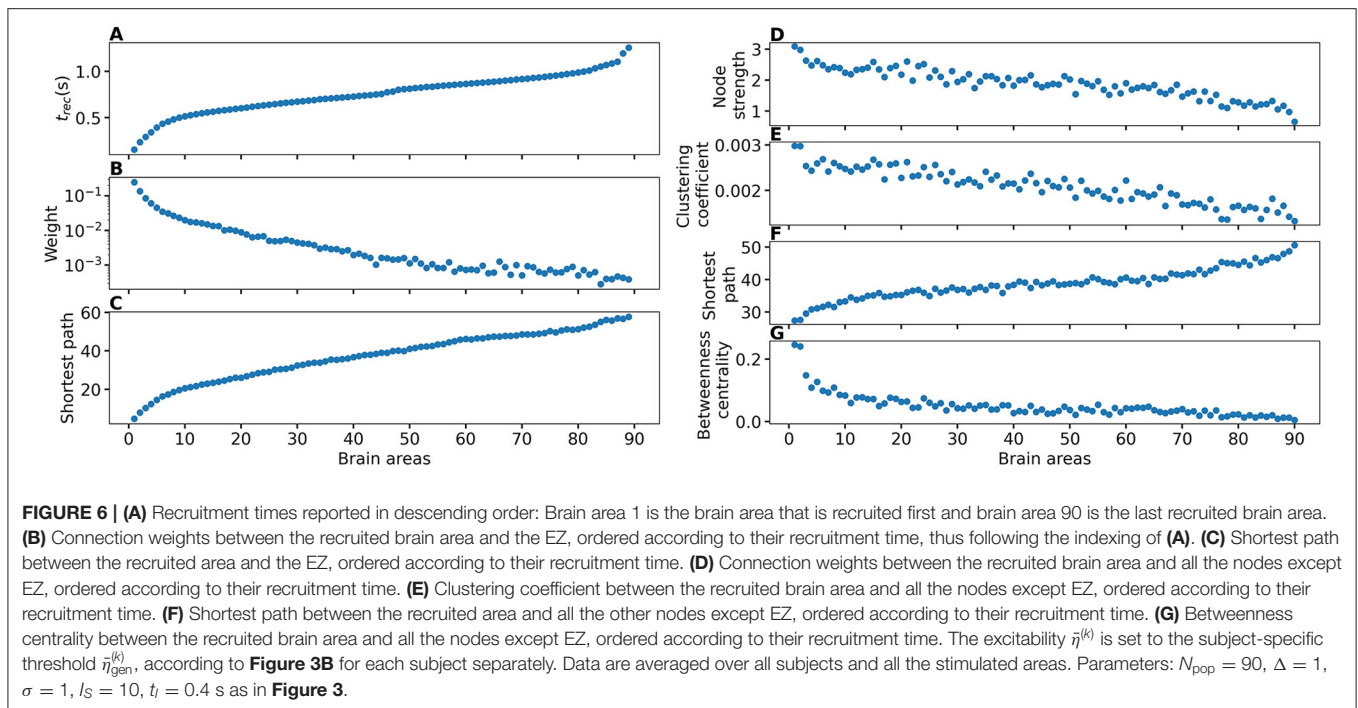 A
t_rec(s)
1.0
0.5
B
Weight
10⁻¹
10⁻²
10⁻³
C
Shortest path
60
40
20
0 10 20 30 40 50 60 70 80 90
Brain areas
D
Node
strength
3
2
1
E
Clustering
coefficient
0.003
0.002
F
Shortest
path
50
40
30
G
Betweenness
centrality
0.2
0.0
0 10 20 30 40 50 60 70 80 90
Brain areas
FIGURE 6 | (A) Recruitment times reported in descending order: Brain area 1 is the brain area that is recruited first and brain area 90 is the last recruited brain area.
(B) Connection weights between the recruited brain area and the EZ, ordered according to their recruitment time, thus following the indexing of (A). (C) Shortest path
between the recruited area and the EZ, ordered according to their recruitment time. (D) Connection weights between the recruited brain area and all the nodes except
EZ, ordered according to their recruitment time. (E) Clustering coefficient between the recruited brain area and all the nodes except EZ, ordered according to their
recruitment time. (F) Shortest path between the recruited area and all the other nodes except EZ, ordered according to their recruitment time. (G) Betweenness
centrality between the recruited brain area and all the nodes except EZ, ordered according to their recruitment time. The excitability η̄⁽ᵏ⁾ is set to the subject-specific
threshold η̄_gen⁽ᵏ⁾, according to Figure 3B for each subject separately. Data are averaged over all subjects and all the stimulated areas. Parameters: N_pop = 90, Δ = 1,
σ = 1, I_S = 10, t_I = 0.4 s as in Figure 3.